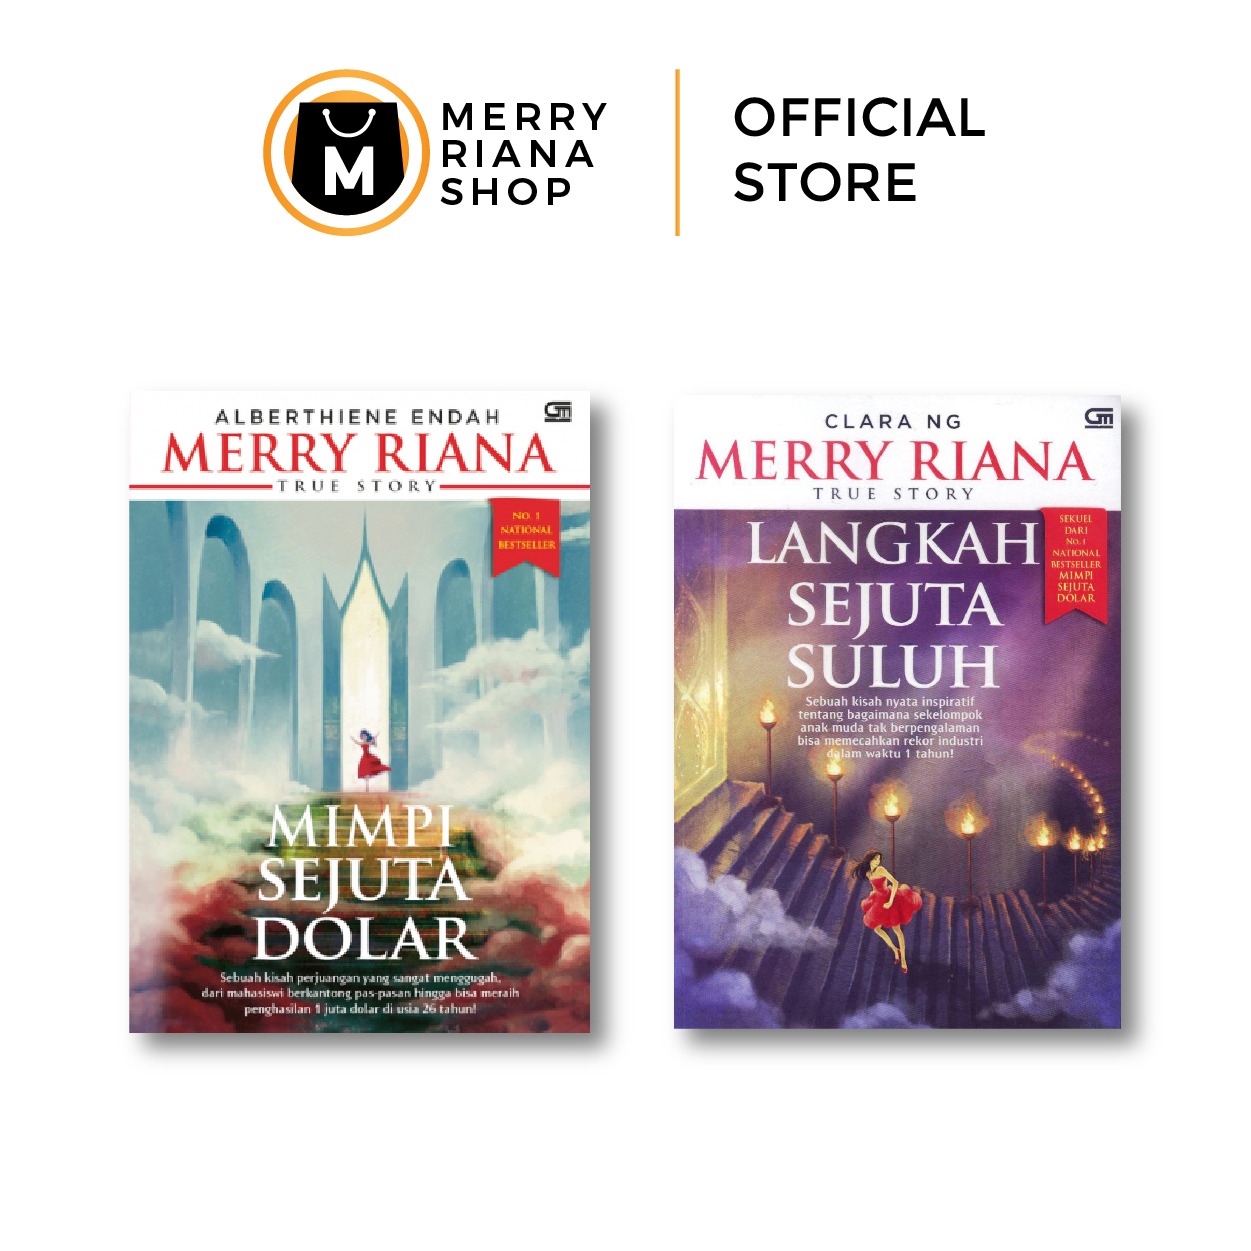 M
MERRY
RIANA
SHOP
OFFICIAL
STORE
ALBERTHIENE ENDAH
GM
MERRY RIANA
TRUE STORY
NO. 1
NATIONAL
BESTSELLER
MIMPI
SEJUTA
DOLAR
Sebuah kisah perjuangan yang sangat menggugah,
dari mahasiswi berkantong pas-pasan hingga bisa meraih
penghasilan 1 juta dolar di usia 26 tahun!
CLARA NG
GM
MERRY RIANA
TRUE STORY
LANGKAH
SEJUTA
SULUH
SEKUEL
DARI
NO. 1
NATIONAL
BESTSELLER
MIMPI
SEJUTA
DOLAR
Sebuah kisah nyata inspiratif
tentang bagaimana sekelompok
anak muda tak berpengalaman
bisa memecahkan rekor industri
dalam waktu 1 tahun!